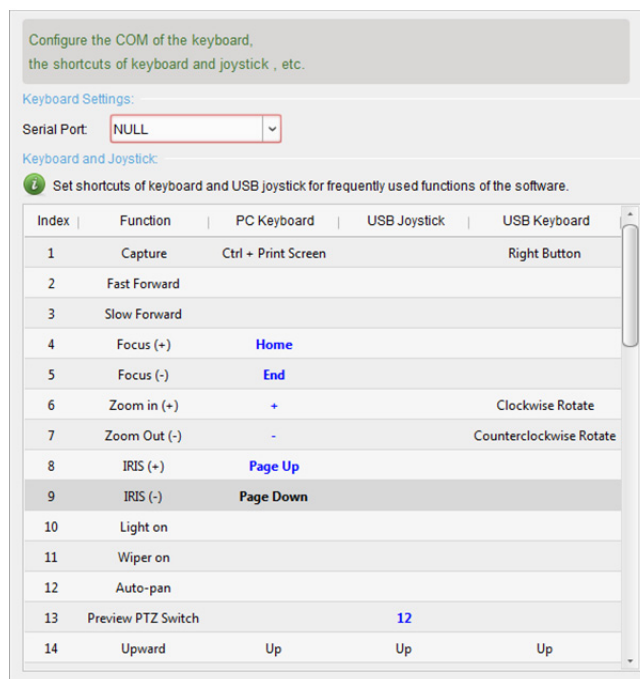 Configure the COM of the keyboard,
the shortcuts of keyboard and joystick , etc.
Keyboard Settings:
Serial Port: NULL
Keyboard and Joystick:
Set shortcuts of keyboard and USB joystick for frequently used functions of the software.
Index Function PC Keyboard USB Joystick USB Keyboard
1 Capture Ctrl + Print Screen Right Button
2 Fast Forward
3 Slow Forward
4 Focus (+) Home
5 Focus (-) End
6 Zoom in (+) + Clockwise Rotate
7 Zoom Out (-) - Counterclockwise Rotate
8 IRIS (+) Page Up
9 IRIS (-) Page Down
10 Light on
11 Wiper on
12 Auto-pan
13 Preview PTZ Switch 12
14 Upward Up Up Up